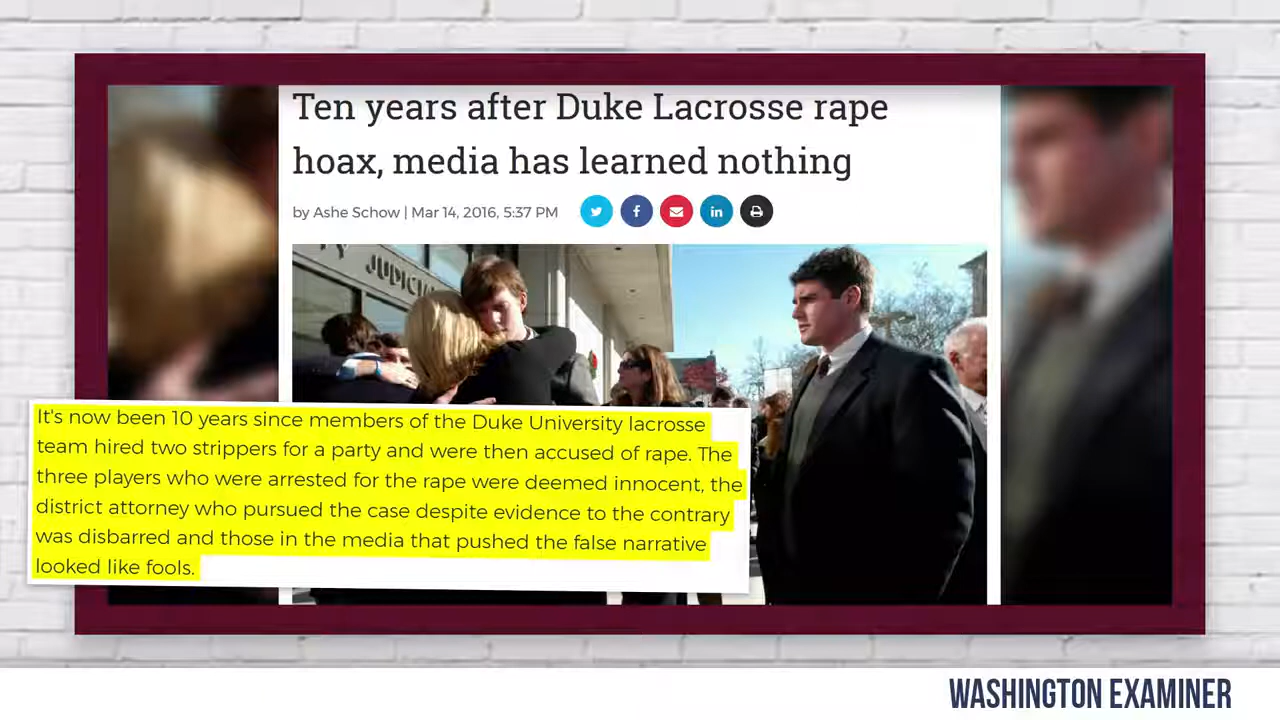 Ten years after Duke Lacrosse rape
hoax, media has learned nothing
by Ashe Schow | Mar 14, 2016, 5:37 PM
JUDICIA
It's now been 10 years since members of the Duke University lacrosse
team hired two strippers for a party and were then accused of rape. The
three players who were arrested for the rape were deemed innocent, the
district attorney who pursued the case despite evidence to the contrary
was disbarred and those in the media that pushed the false narrative
looked like fools.
WASHINGTON EXAMINER